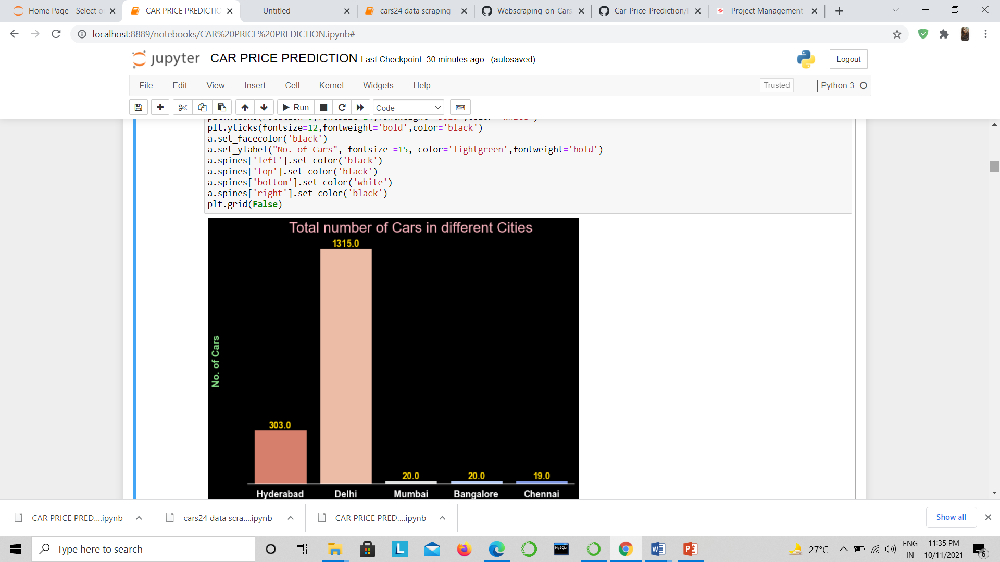 Home Page - Select o
CAR PRICE PREDICTIO
Untitled
cars24 data scraping -
Webscraping-on-Cars
Car-Price-Prediction/
Project Management
localhost:8889/notebooks/CAR%20PRICE%20PREDICTION.ipynb#
jupyter CAR PRICE PREDICTION Last Checkpoint: 30 minutes ago (autosaved)
Logout
File Edit View Insert Cell Kernel Widgets Help
Trusted
Python 3
Run
Code
plt.yticks(fontsize=12,fontweight='bold',color='black')
a.set_facecolor('black')
a.set_ylabel("No. of Cars", fontsize =15, color='lightgreen',fontweight='bold')
a.spines['left'].set_color('black')
a.spines['top'].set_color('black')
a.spines['bottom'].set_color('white')
a.spines['right'].set_color('black')
plt.grid(False)
Total number of Cars in different Cities
1315.0
No. of Cars
303.0
20.0 20.0 19.0
Hyderabad Delhi Mumbai Bangalore Chennai
CAR PRICE PRED....ipynb
cars24 data scra....ipynb
CAR PRICE PRED....ipynb
Show all
Type here to search
L
MySQL
27°C
ENG
IN
11:35 PM
10/11/2021
6